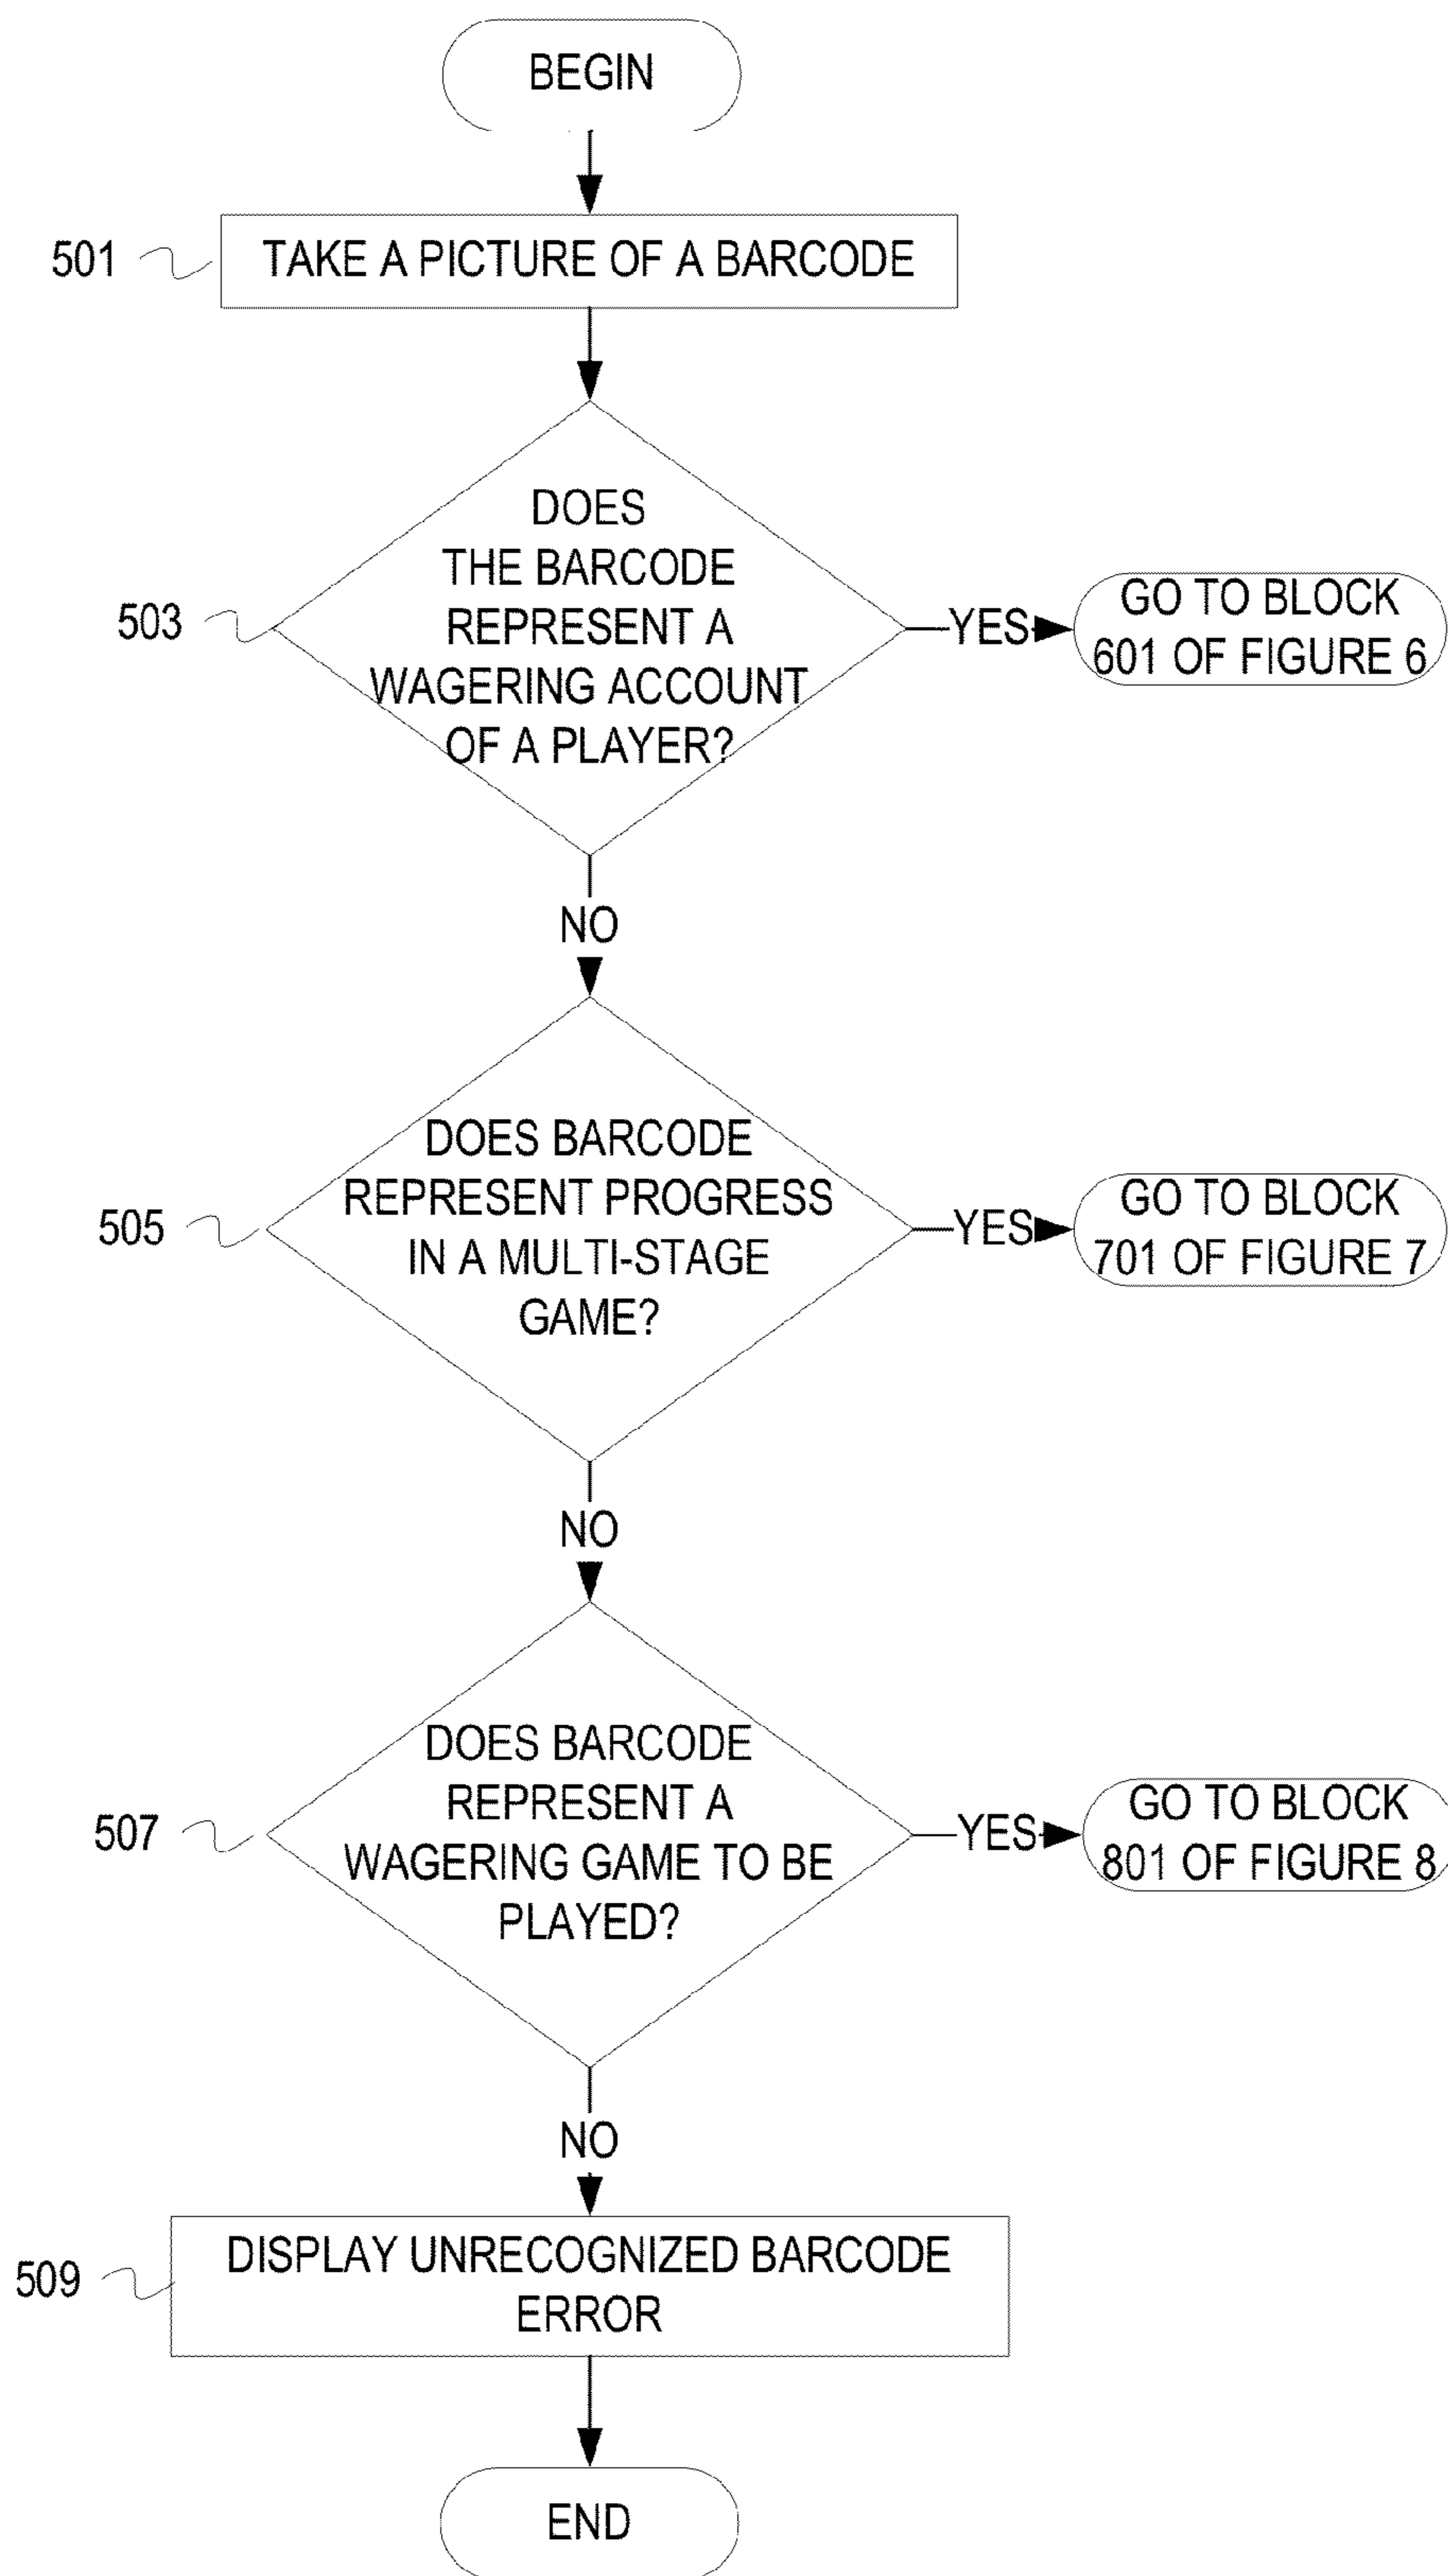 BEGIN
501
TAKE A PICTURE OF A BARCODE
DOES
THE BARCODE
REPRESENT A
WAGERING ACCOUNT
OF A PLAYER?
503
YES
GO TO BLOCK
601 OF FIGURE 6
NO
DOES BARCODE
REPRESENT PROGRESS
IN A MULTI-STAGE
GAME?
505
YES
GO TO BLOCK
701 OF FIGURE 7
NO
DOES BARCODE
REPRESENT A
WAGERING GAME TO BE
PLAYED?
507
YES
GO TO BLOCK
801 OF FIGURE 8
NO
509
DISPLAY UNRECOGNIZED BARCODE
ERROR
END